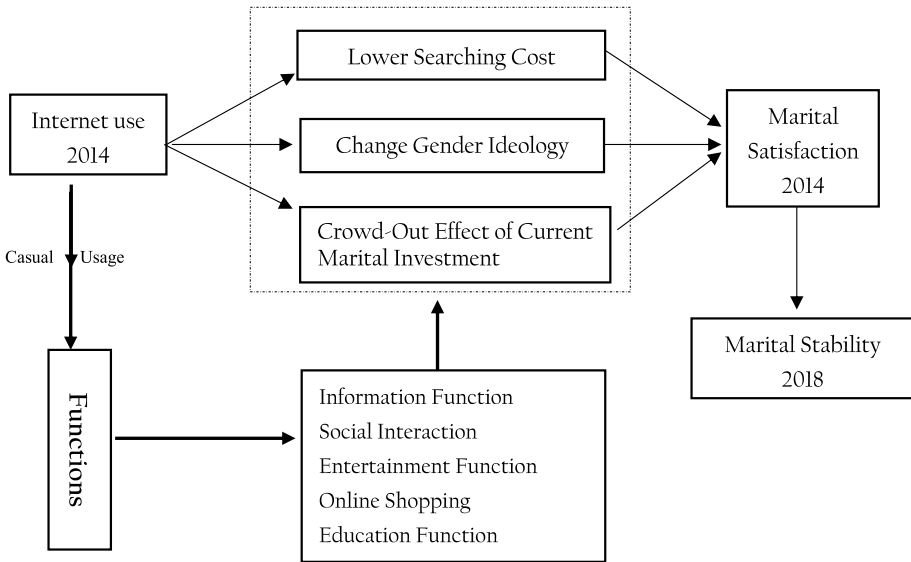 Lower Searching Cost
Internet use
2014
Change Gender Ideology
Marital
Satisfaction
2014
Crowd-Out Effect of Current
Marital Investment
Casual Usage
Marital Stability
2018
Functions
Information Function
Social Interaction
Entertainment Function
Online Shopping
Education Function